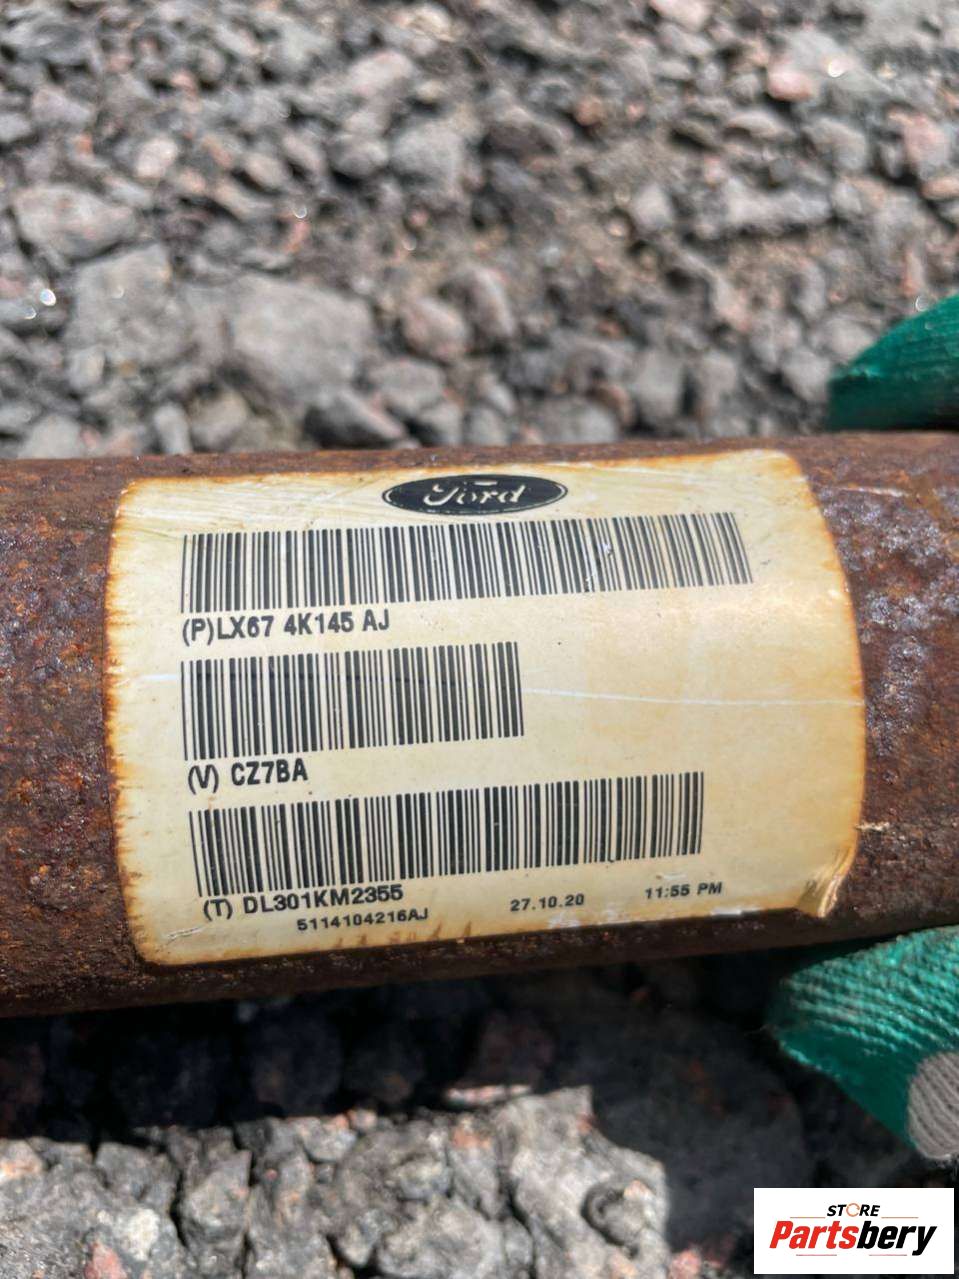 Ford
(P)LX67 4K145 AJ
(V) CZ7BA
(T) DL301KM2355
5114104216AJ 27.10.20 11:55 PM
STORE
Partsbery